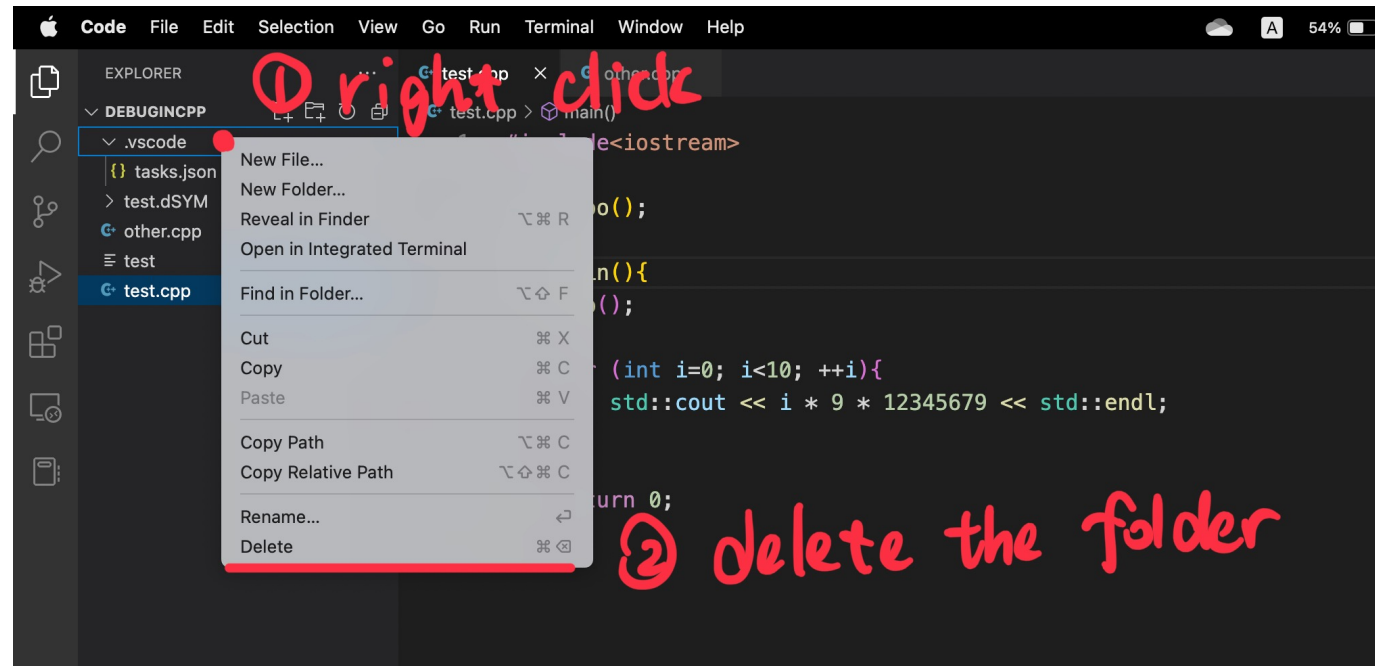 Code File Edit Selection View Go Run Terminal Window Help A 54%
EXPLORER ... test.cpp × other.cpp
① right click
DEBUGINCPP
test.cpp > main()
.vscode
<iostream>
{} tasks.json
> test.dSYM
other.cpp
test
test.cpp
New File...
New Folder...
Reveal in Finder ⌥⌘ R
Open in Integrated Terminal
Find in Folder... ⌥⇧ F
Cut ⌘ X
Copy ⌘ C
Paste ⌘ V
Copy Path ⌥⌘ C
Copy Relative Path ⌥⇧⌘ C
Rename... ↩
Delete ⌘⌫
o();
n(){
();
(int i=0; i<10; ++i){
std::cout << i * 9 * 12345679 << std::endl;
urn 0;
② delete the folder